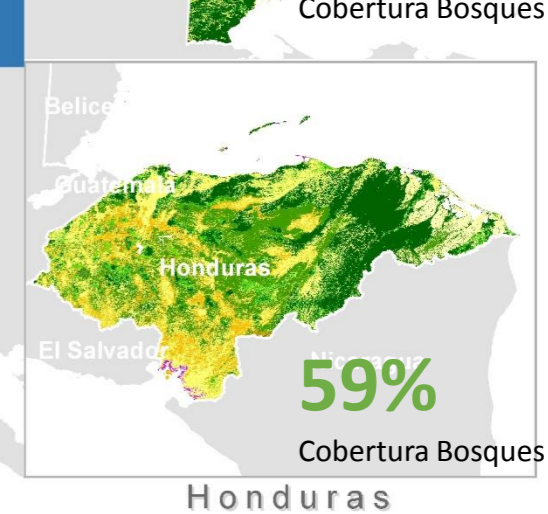 Cobertura Bosques
Belice
Guatemala
Honduras
El Salvador
Nicaragua
59%
Cobertura Bosques
Honduras